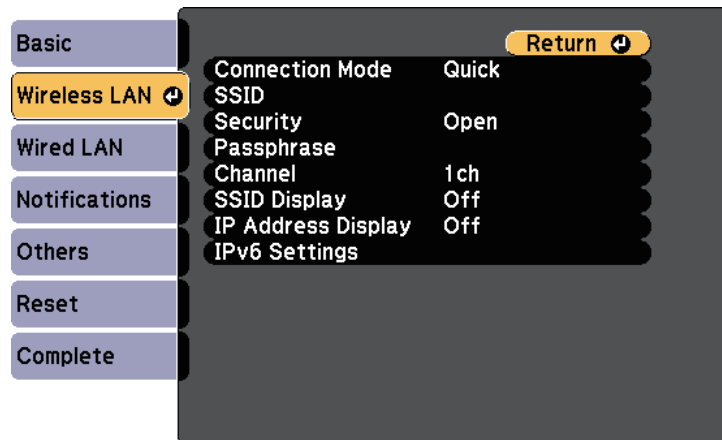 Basic
Wireless LAN
Wired LAN
Notifications
Others
Reset
Complete
Return
Connection Mode Quick
SSID
Security Open
Passphrase
Channel 1ch
SSID Display Off
IP Address Display Off
IPv6 Settings